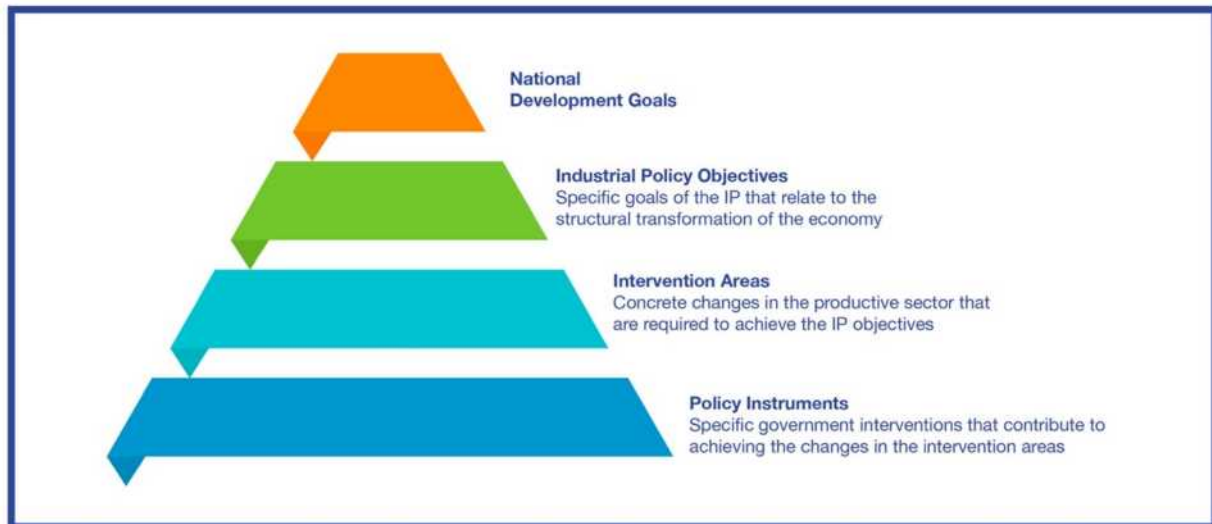 National
Development Goals
Industrial Policy Objectives
Specific goals of the IP that relate to the
structural transformation of the economy
Intervention Areas
Concrete changes in the productive sector that
are required to achieve the IP objectives
Policy Instruments
Specific government interventions that contribute to
achieving the changes in the intervention areas